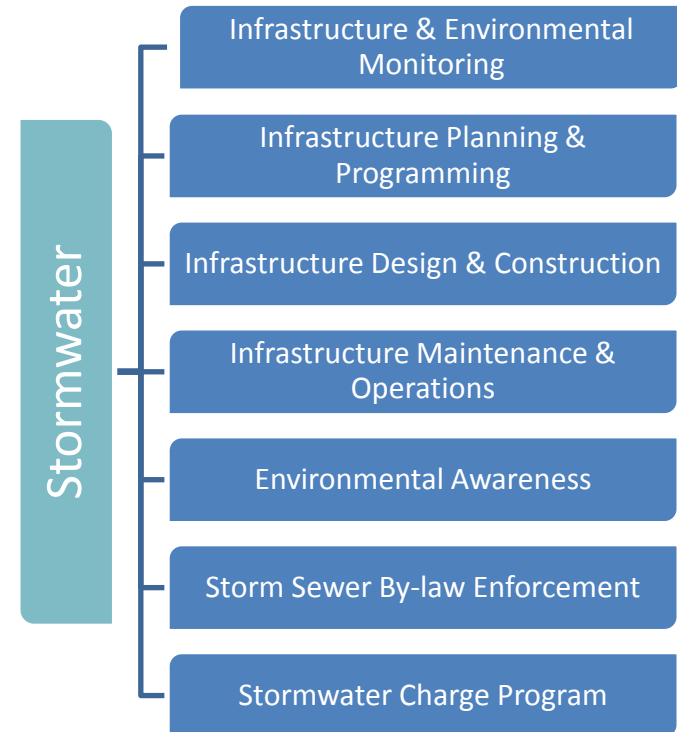 Stormwater
Infrastructure & Environmental
Monitoring
Infrastructure Planning &
Programming
Infrastructure Design & Construction
Infrastructure Maintenance &
Operations
Environmental Awareness
Storm Sewer By-law Enforcement
Stormwater Charge Program